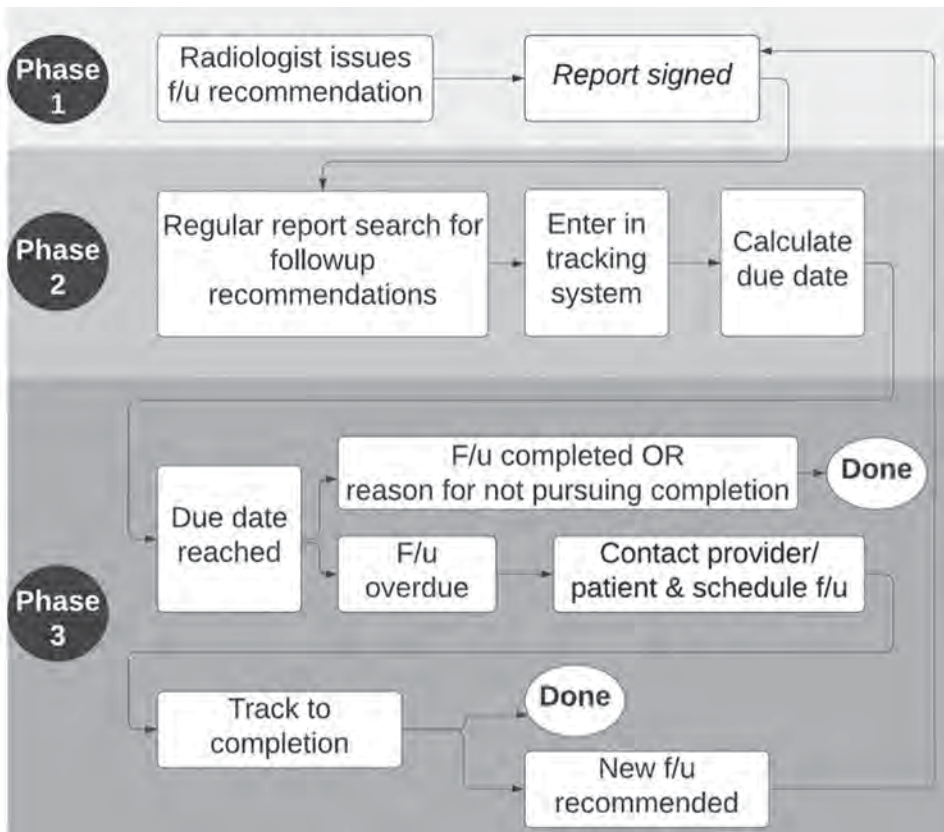 Phase
1
Radiologist issues
f/u recommendation
Report signed
Phase
2
Regular report search for
followup
recommendations
Enter in
tracking
system
Calculate
due date
Phase
3
Due date
reached
F/u completed OR
reason for not pursuing completion
Done
F/u
overdue
Contact provider/
patient & schedule f/u
Track to
completion
Done
New f/u
recommended